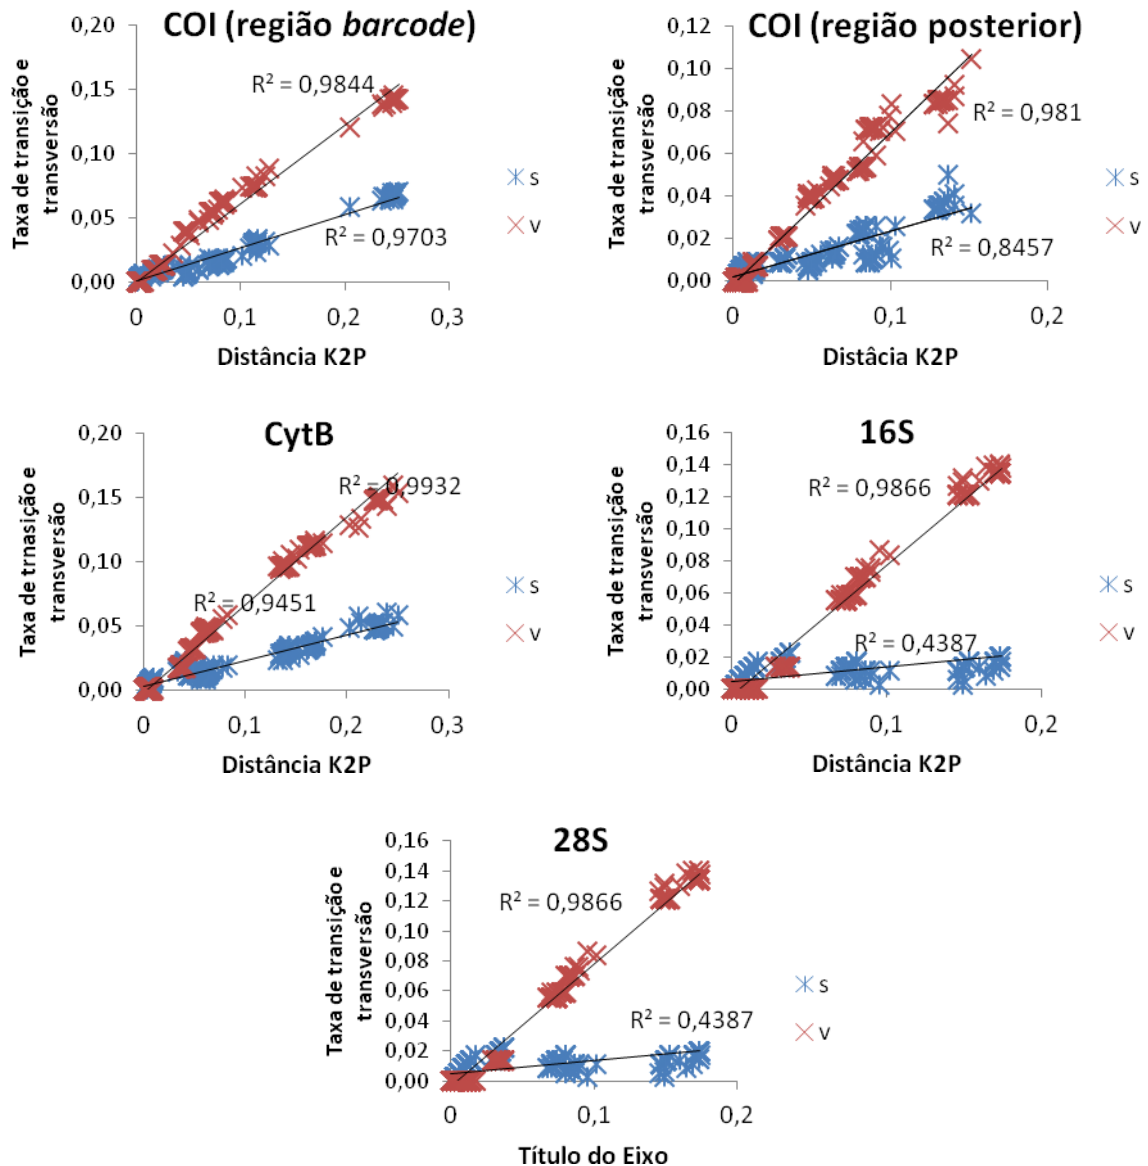 COI (região barcode)
Taxa de transição e
transversão
0,20
0,15
0,10
0,05
0,00
R² = 0,9844
R² = 0,9703
s
v
0
0,1
0,2
0,3
Distância K2P
COI (região posterior)
Taxa de transição e
transversão
0,12
0,10
0,08
0,06
0,04
0,02
0,00
R² = 0,981
R² = 0,8457
s
v
0
0,1
0,2
Distâcia K2P
CytB
Taxa de trnasição e
transversão
0,20
0,15
0,10
0,05
0,00
R² = 0,9932
R² = 0,9451
s
v
0
0,1
0,2
0,3
Distância K2P
16S
Taxa de transição e
transversão
0,16
0,14
0,12
0,10
0,08
0,06
0,04
0,02
0,00
R² = 0,9866
R² = 0,4387
s
v
0
0,1
0,2
Distância K2P
28S
Taxa de transição e
transversão
0,16
0,14
0,12
0,10
0,08
0,06
0,04
0,02
0,00
R² = 0,9866
R² = 0,4387
s
v
0
0,1
0,2
Título do Eixo